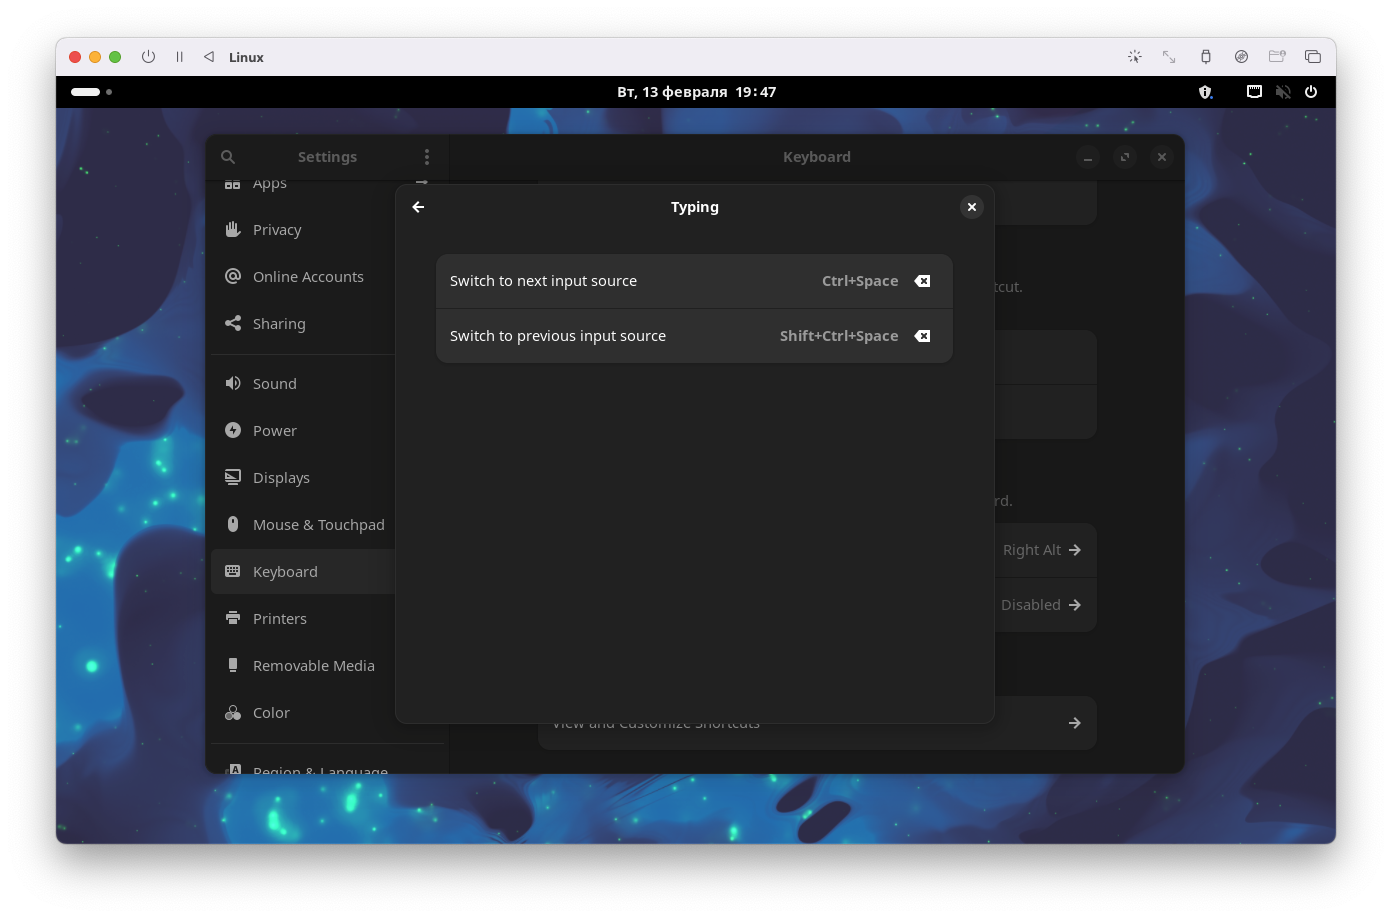 Linux
Вт, 13 февраля 19:47
Settings
Keyboard
Apps
Privacy
Online Accounts
Sharing
Sound
Power
Displays
Mouse & Touchpad
Keyboard
Printers
Removable Media
Color
Region & Language
Typing
Switch to next input source Ctrl+Space
Switch to previous input source Shift+Ctrl+Space
Right Alt
Disabled
View and Customize Shortcuts